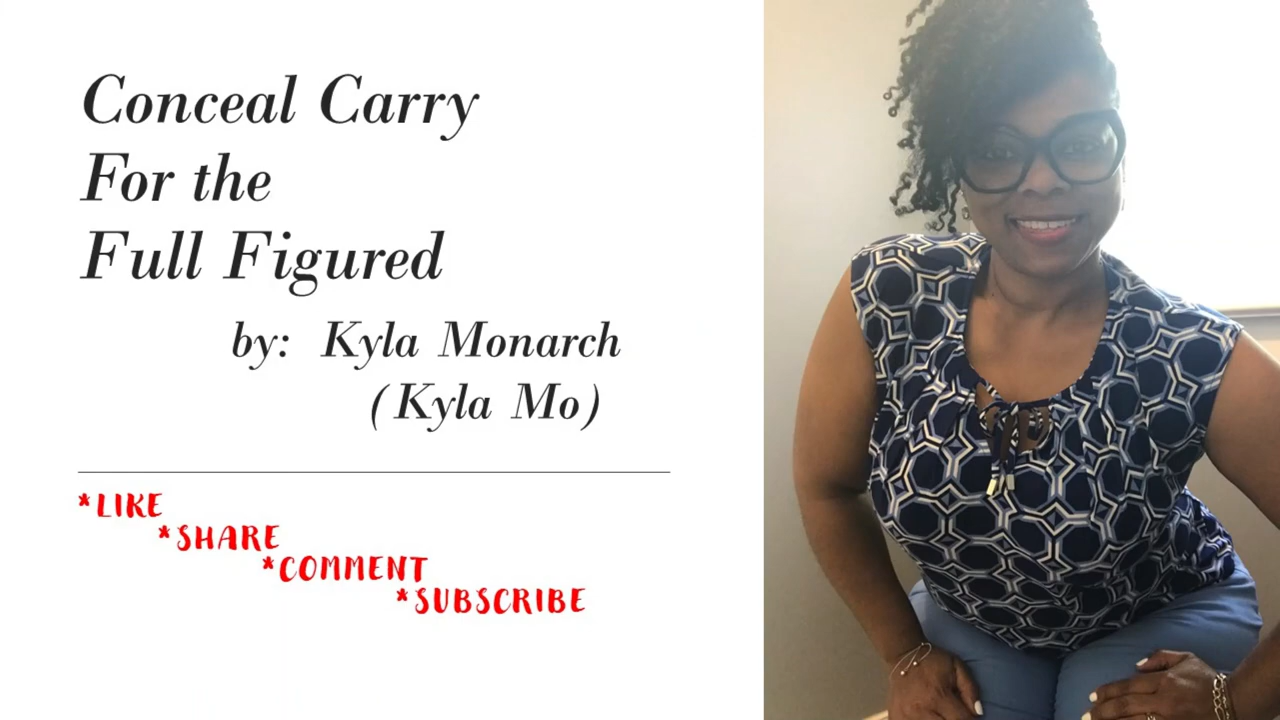 Conceal Carry
For the
Full Figured
by: Kyla Monarch
(Kyla Mo)
*LIKE
*SHARE
*COMMENT
*SUBSCRIBE